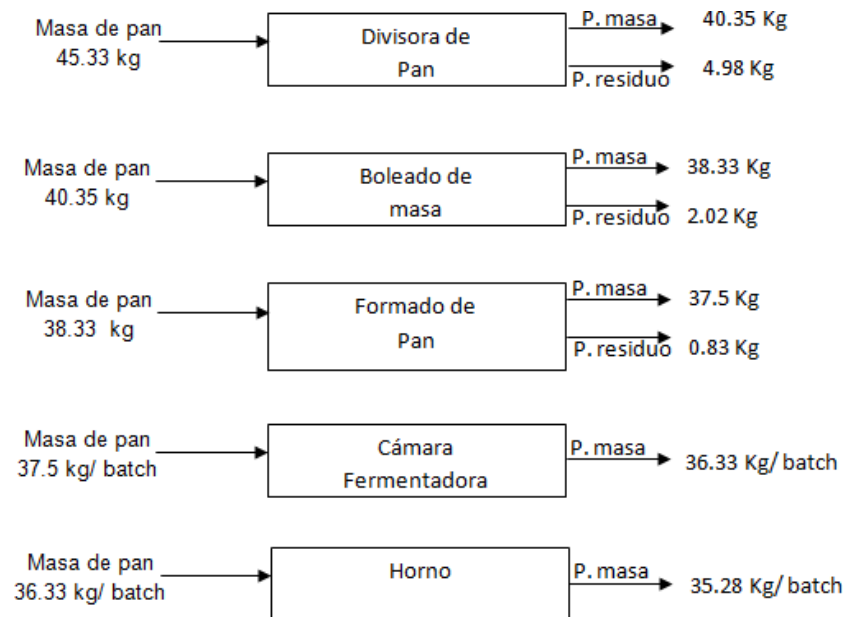 Masa de pan
45.33 kg
Divisora de
Pan
P. masa
40.35 Kg
P. residuo
4.98 Kg
Masa de pan
40.35 kg
Boleado de
masa
P. masa
38.33 Kg
P. residuo
2.02 Kg
Masa de pan
38.33 kg
Formado de
Pan
P. masa
37.5 Kg
P. residuo
0.83 Kg
Masa de pan
37.5 kg/ batch
Cámara
Fermentadora
P. masa
36.33 Kg/ batch
Masa de pan
36.33 kg/ batch
Horno
P. masa
35.28 Kg/ batch